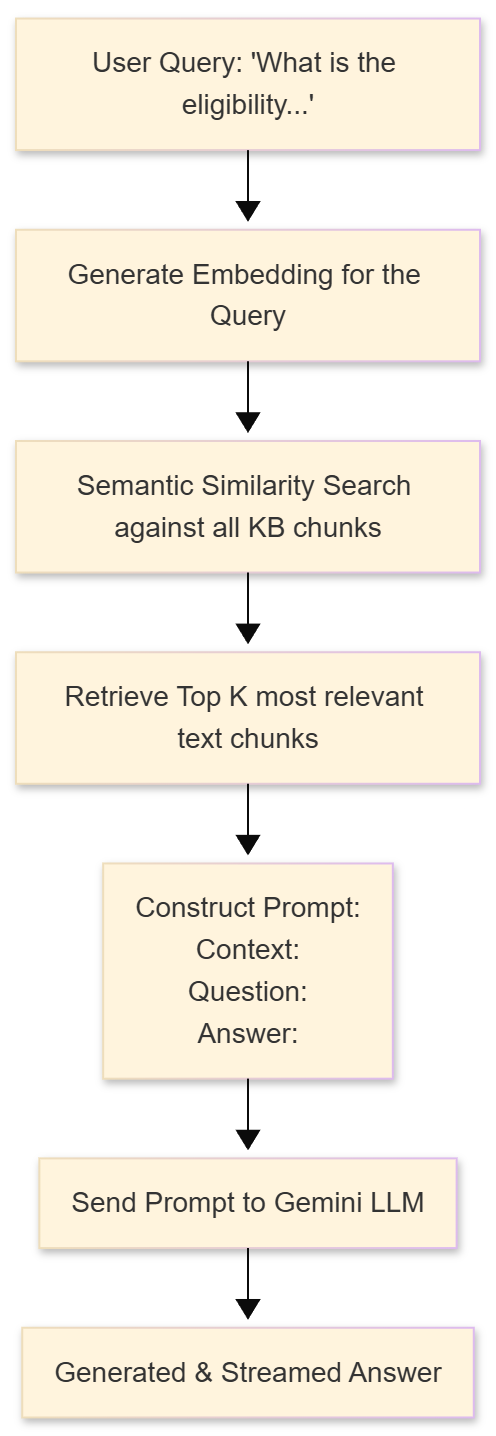 User Query: 'What is the
eligibility...'
Generate Embedding for the
Query
Semantic Similarity Search
against all KB chunks
Retrieve Top K most relevant
text chunks
Construct Prompt:
Context:
Question:
Answer:
Send Prompt to Gemini LLM
Generated & Streamed Answer